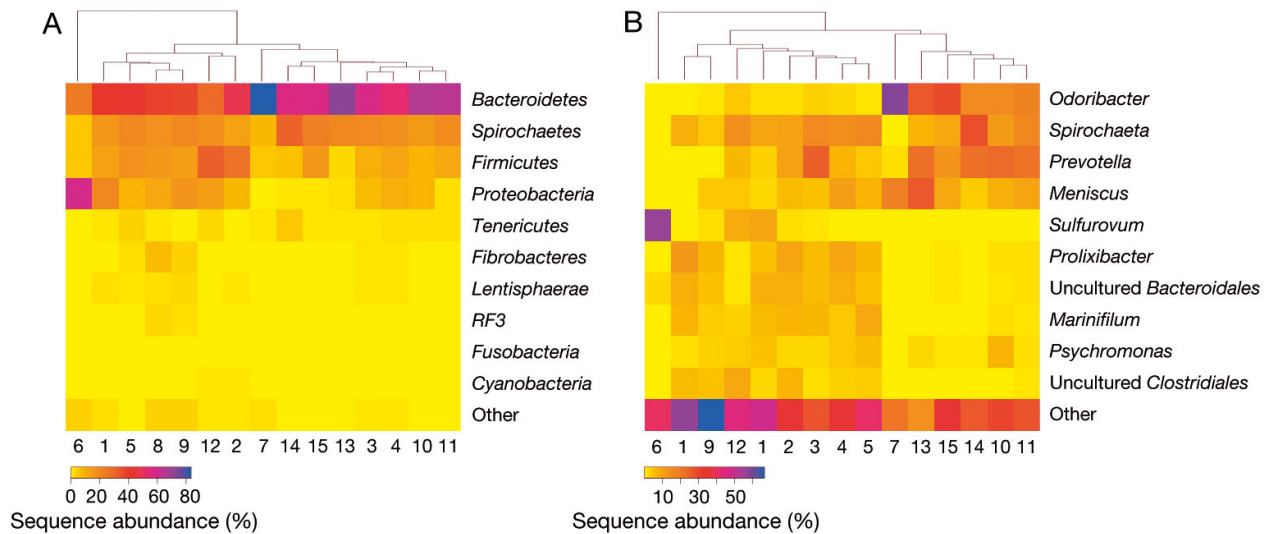 A
Bacteroidetes
Spirochaetes
Firmicutes
Proteobacteria
Tenericutes
Fibrobacteres
Lentisphaerae
RF3
Fusobacteria
Cyanobacteria
Other
6 1 5 8 9 12 2 7 14 15 13 3 4 10 11
0 20 40 60 80
Sequence abundance (%)
B
Odoribacter
Spirochaeta
Prevotella
Meniscus
Sulfurovum
Prolixibacter
Uncultured Bacteroidales
Marinifilum
Psychromonas
Uncultured Clostridiales
Other
6 1 9 12 1 2 3 4 5 7 13 15 14 10 11
10 30 50
Sequence abundance (%)